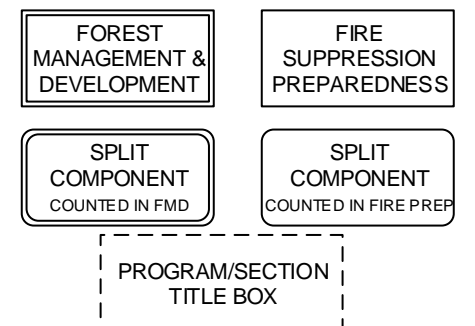 FOREST
MANAGEMENT &
DEVELOPMENT
FIRE
SUPPRESSION
PREPAREDNESS
SPLIT
COMPONENT
COUNTED IN FMD
SPLIT
COMPONENT
COUNTED IN FIRE PREP
PROGRAM/SECTION
TITLE BOX